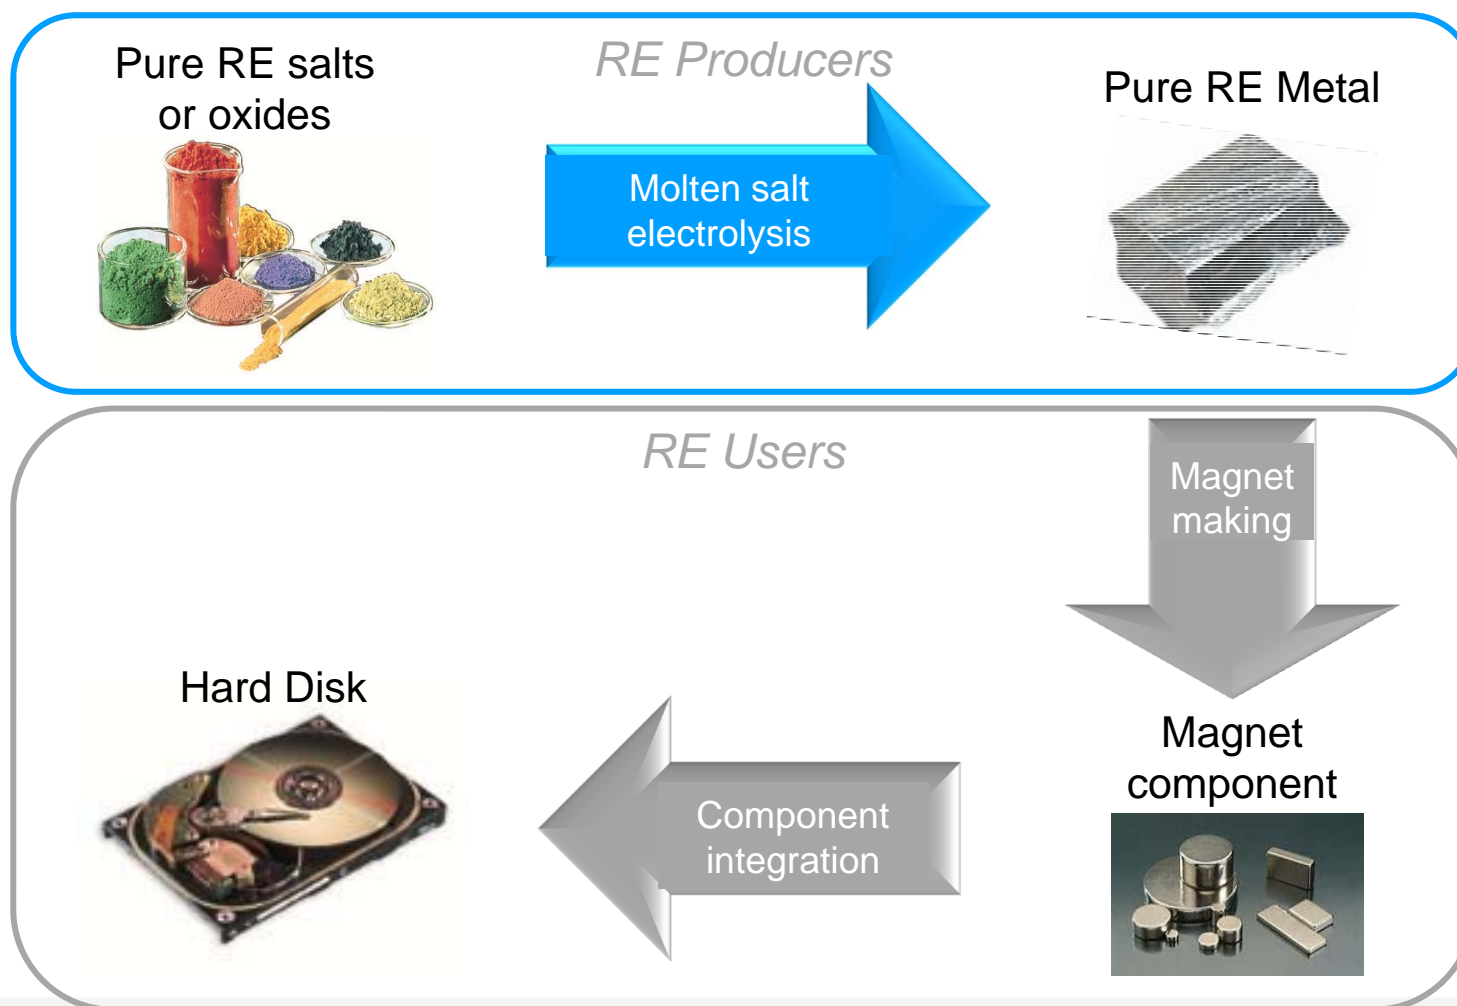 RE Producers
Pure RE salts
or oxides
Molten salt
electrolysis
Pure RE Metal
RE Users
Magnet
making
Magnet
component
Component
integration
Hard Disk